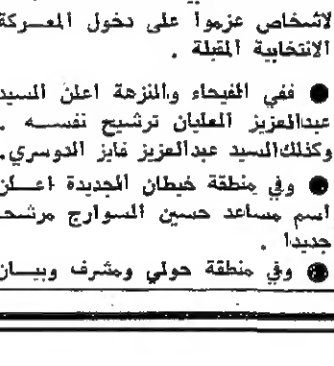 لاشخاص عزموا على دخول المعركة
الانتخابية المقبلة .
● ففي الفيحاء والنزهة اعلن السيد
عبدالعزيز العليان ترشيح نفسه .
وكذلك السيد عبدالعزيز فايز الدوسري.
● وفي منطقة خيطان الجديدة اعلن
اسم مساعد حسين السوارج مرشحا
جديدا .
● وفي منطقة حولي ومشرف وبيان